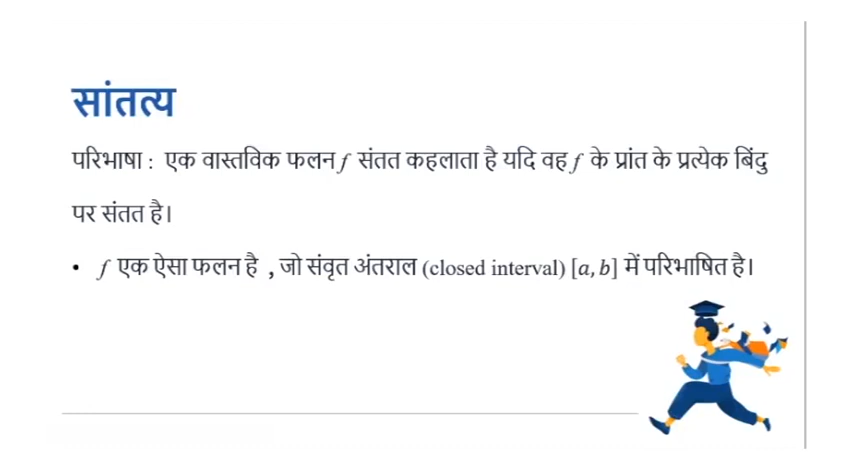 सांतत्य
परिभाषा : एक वास्तविक फलन f संतत कहलाता है यदि वह f के प्रांत के प्रत्येक बिंदु
पर संतत है।
• f एक ऐसा फलन है , जो संवृत अंतराल (closed interval) [a, b] में परिभाषित है।